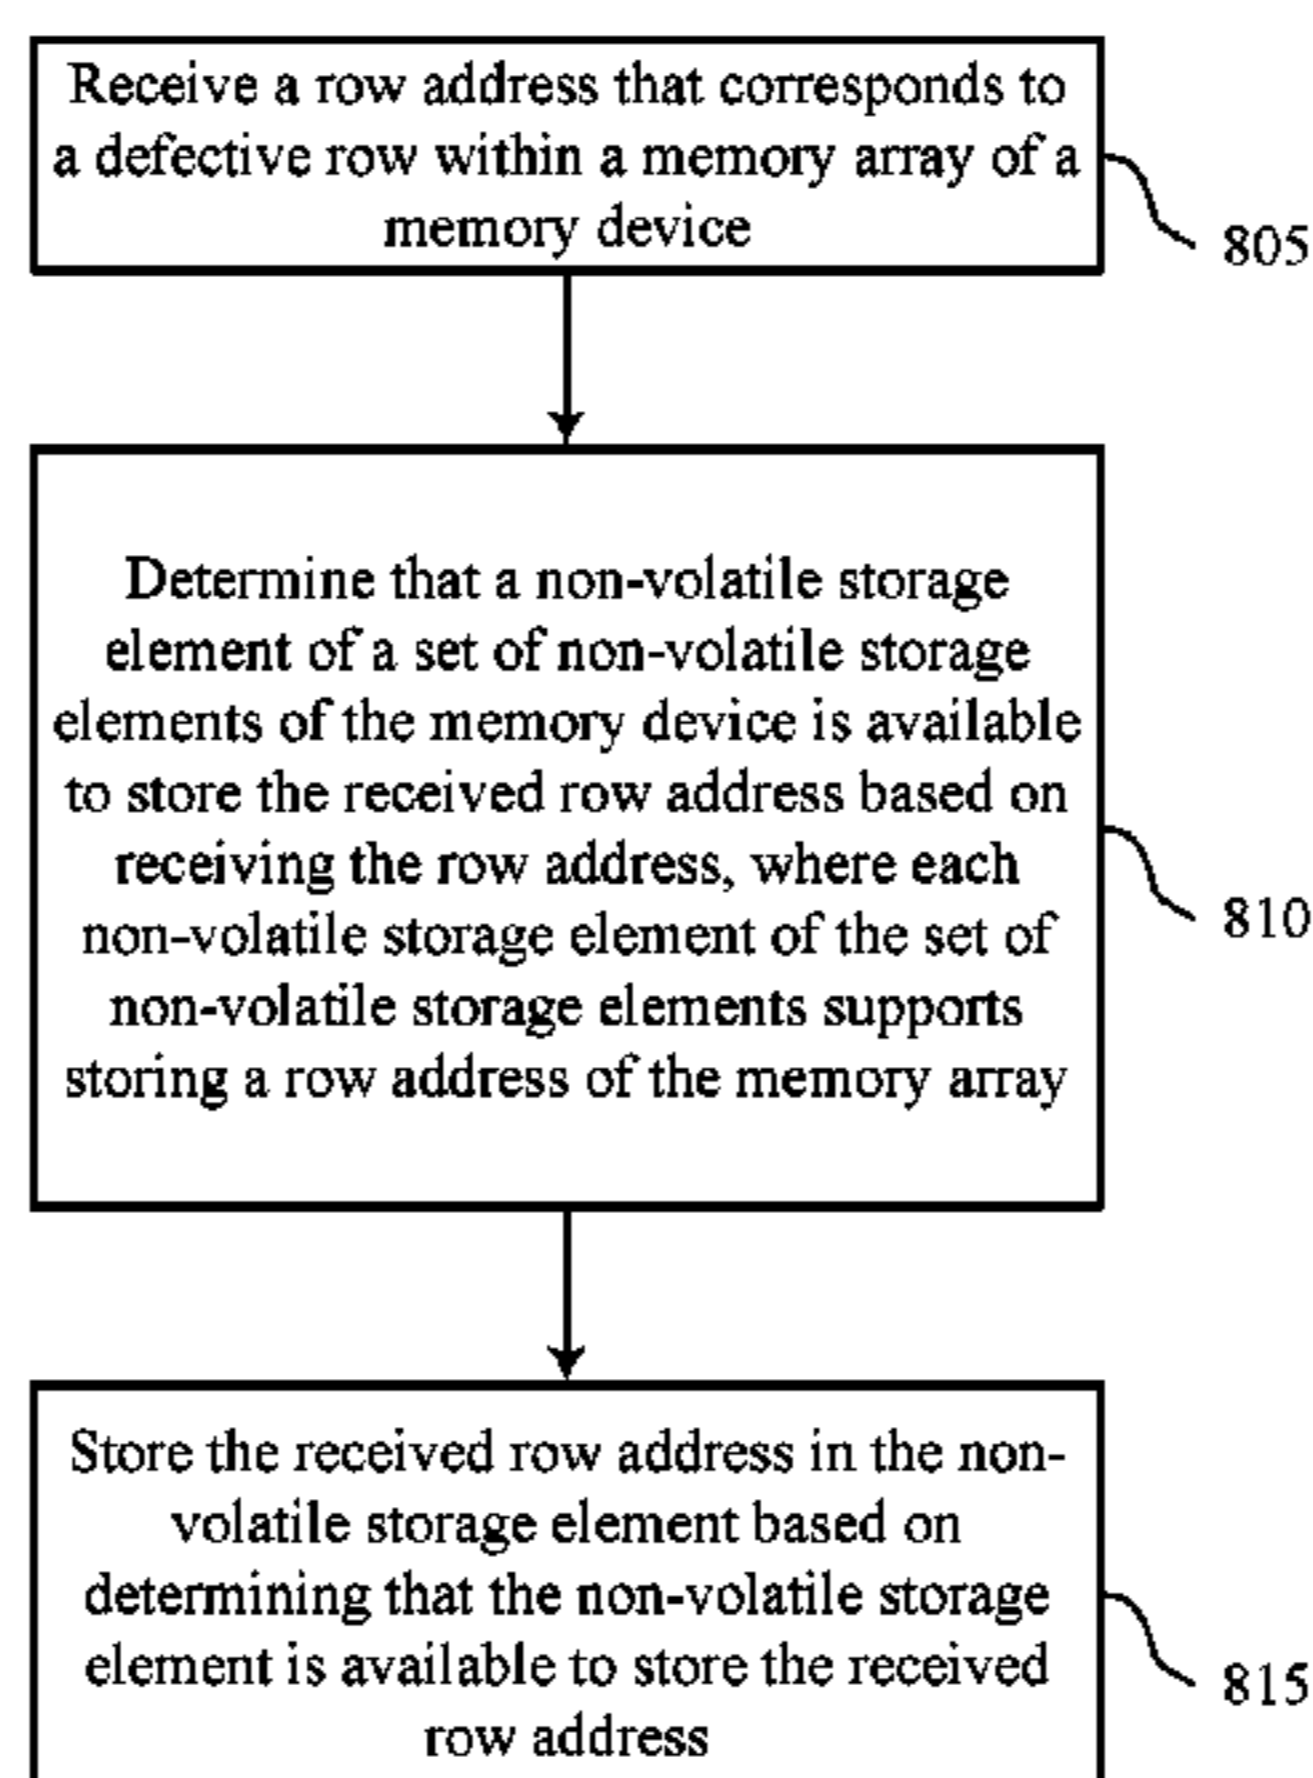 Receive a row address that corresponds to
a defective row within a memory array of a
memory device
805
Determine that a non-volatile storage
element of a set of non-volatile storage
elements of the memory device is available
to store the received row address based on
receiving the row address, where each
non-volatile storage element of the set of
non-volatile storage elements supports
storing a row address of the memory array
810
Store the received row address in the non-
volatile storage element based on
determining that the non-volatile storage
element is available to store the received
row address
815